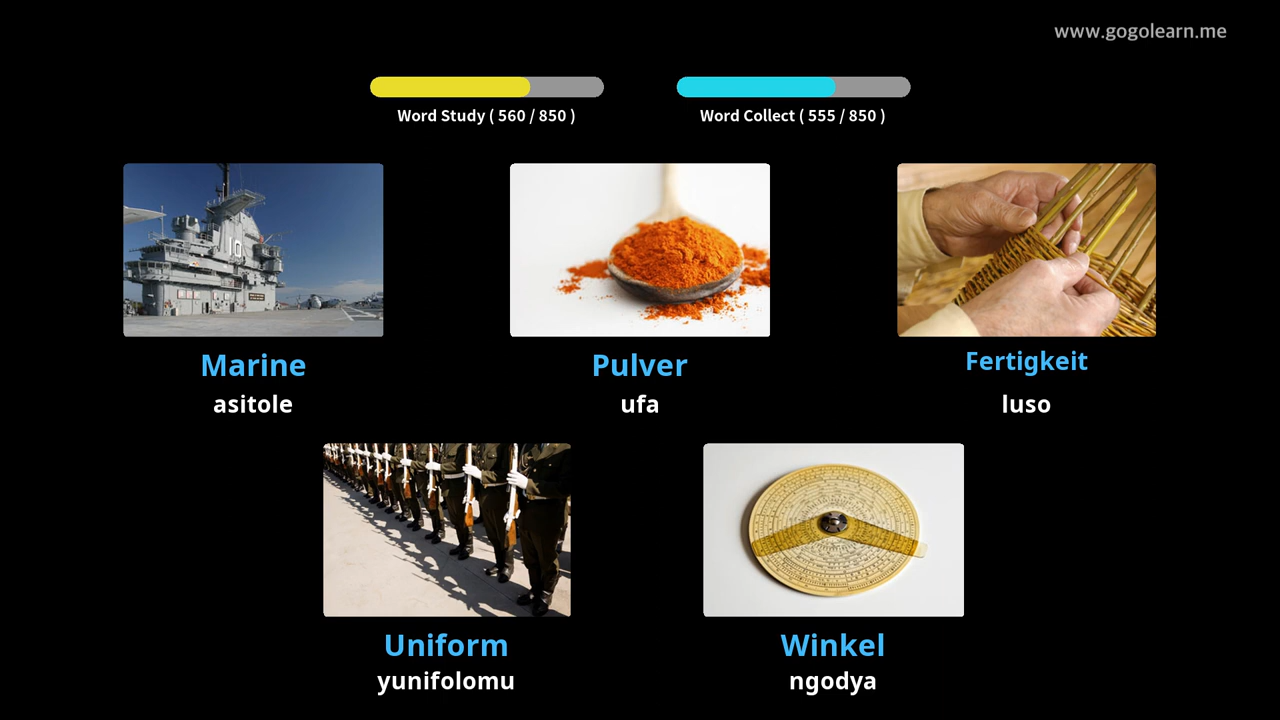 www.gogolearn.me
Word Study ( 560 / 850 )
Word Collect ( 555 / 850 )
Marine
asitole
Pulver
ufa
Fertigkeit
luso
Uniform
yunifolomu
Winkel
ngodya